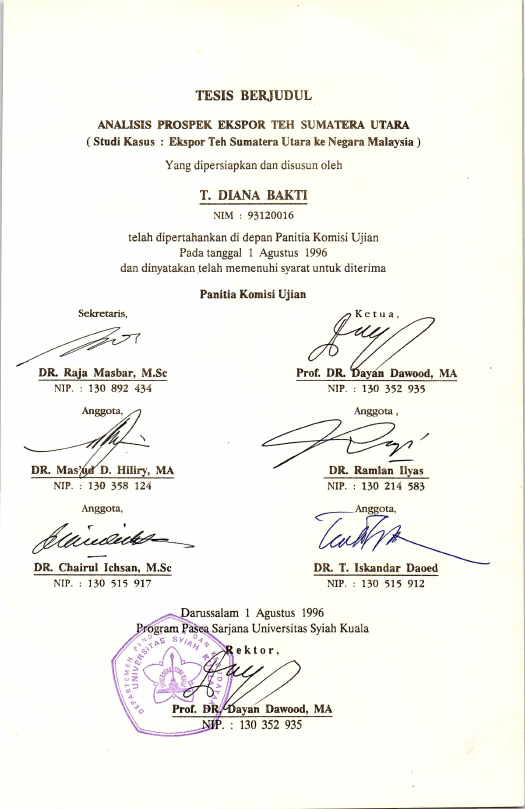 TESIS BERJUDUL
ANALISIS PROSPEK EKSPOR TEH SUMATERA UTARA
( Studi Kasus : Ekspor Teh Sumatera Utara ke Negara Malaysia )
Yang dipersiapkan dan disusun oleh
T. DIANA BAKTI
NIM : 93120016
telah dipertahankan di depan Panitia Komisi Ujian
Pada tanggal 1 Agustus 1996
dan dinyatakan telah memenuhi syarat untuk diterima
Panitia Komisi Ujian
Sekretaris,
DR. Raja Masbar, M.Sc
NIP. : 130 892 434
Ketua,
Prof. DR. Dayan Dawood, MA
NIP. : 130 352 935
Anggota,
DR. Mas'ud D. Hiliry, MA
NIP. : 130 358 124
Anggota ,
DR. Ramlan Ilyas
NIP. : 130 214 583
Anggota,
DR. Chairul Ichsan, M.Sc
NIP. : 130 515 917
Anggota,
DR. T. Iskandar Daoed
NIP. : 130 515 912
Darussalam 1 Agustus 1996
Program Pasca Sarjana Universitas Syiah Kuala
Rektor,
UNIVERSITAS SYIAH
Prof. DR. Dayan Dawood, MA
NIP. : 130 352 935